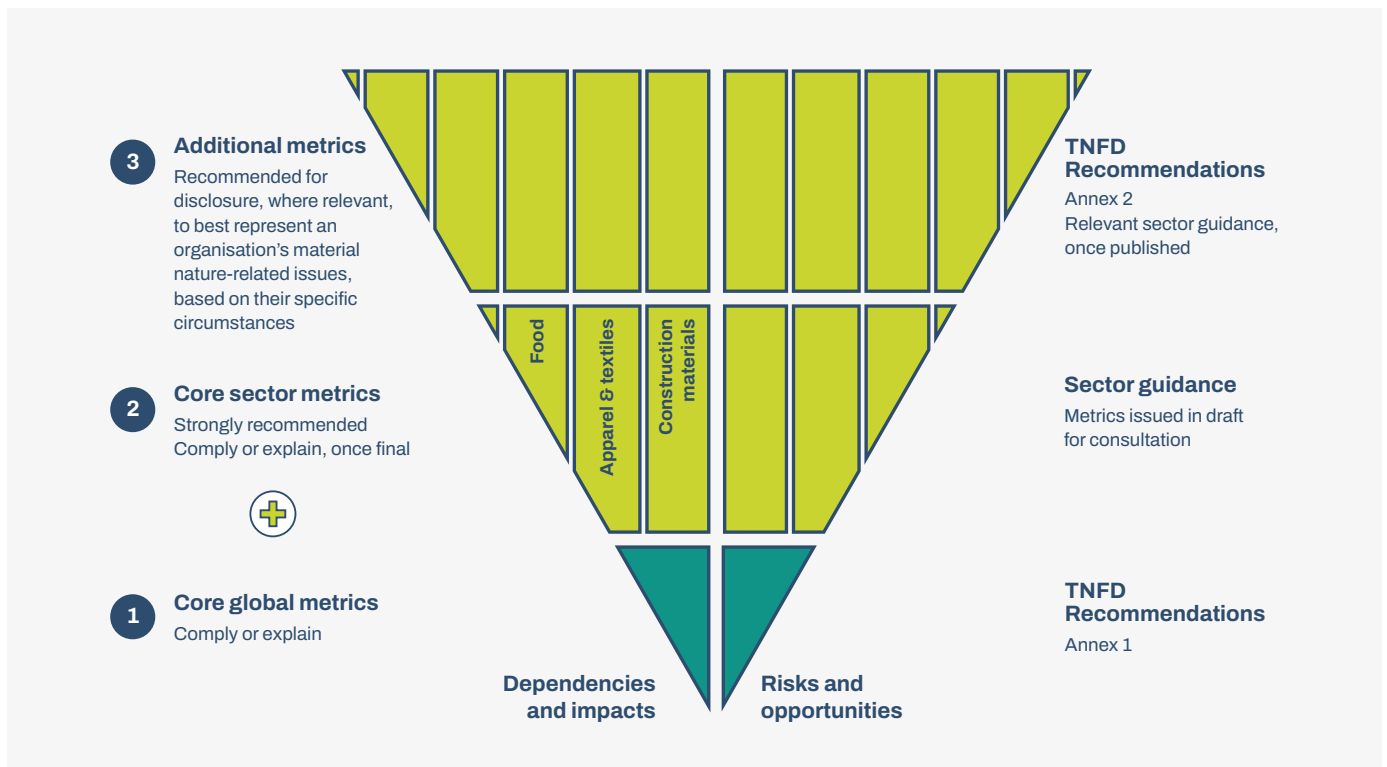 3
Additional metrics
Recommended for
disclosure, where relevant,
to best represent an
organisation’s material
nature-related issues,
based on their specific
circumstances
TNFD
Recommendations
Annex 2
Relevant sector guidance,
once published
Food
Apparel & textiles
Construction
materials
2
Core sector metrics
Strongly recommended
Comply or explain, once final
Sector guidance
Metrics issued in draft
for consultation
1
Core global metrics
Comply or explain
TNFD
Recommendations
Annex 1
Dependencies
and impacts
Risks and
opportunities